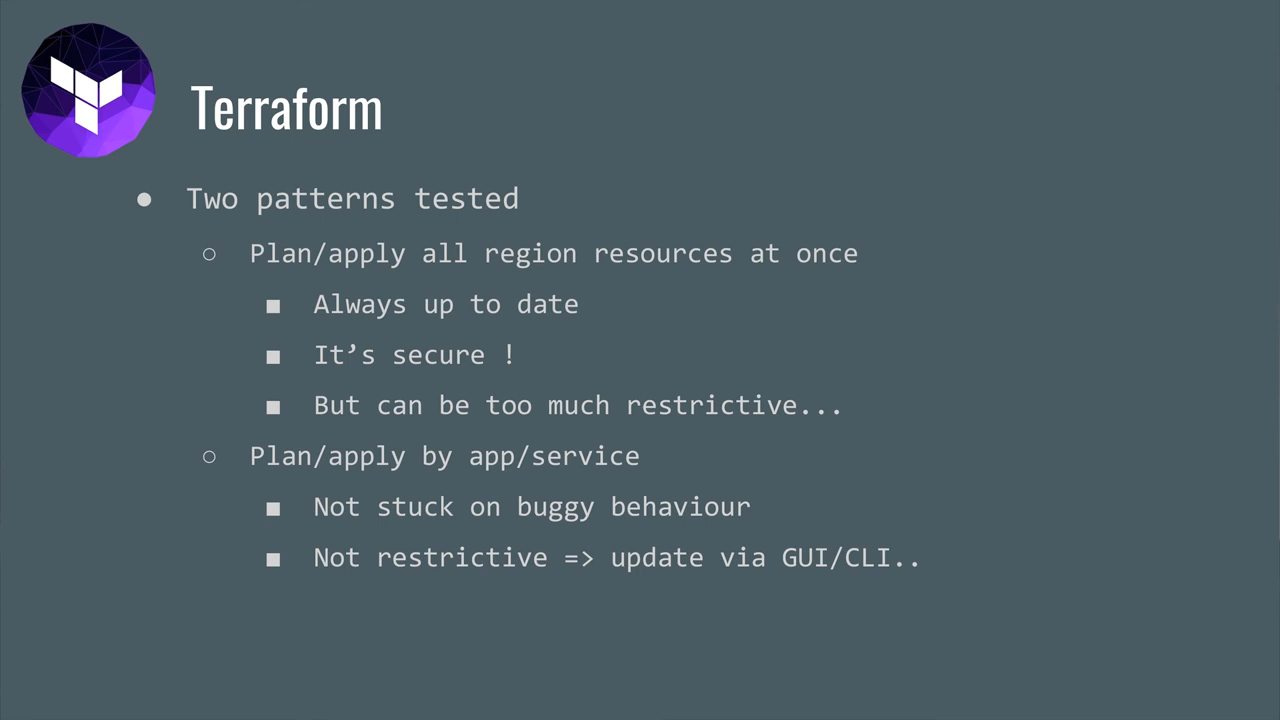 Terraform
● Two patterns tested
○ Plan/apply all region resources at once
■ Always up to date
■ It’s secure !
■ But can be too much restrictive...
○ Plan/apply by app/service
■ Not stuck on buggy behaviour
■ Not restrictive => update via GUI/CLI..